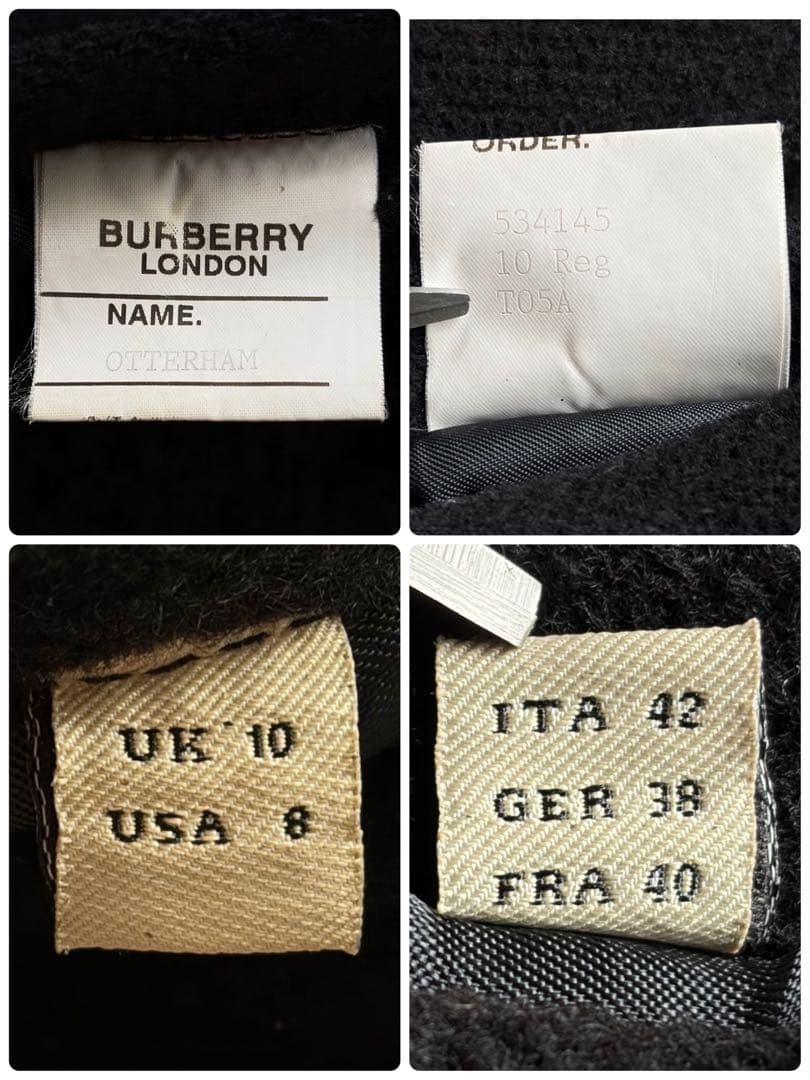 BURBERRY
LONDON
NAME.
OTTERHAM
ORDER.
534145
10 Reg
T05A
UK 10
USA 8
ITA 42
GER 38
FRA 40